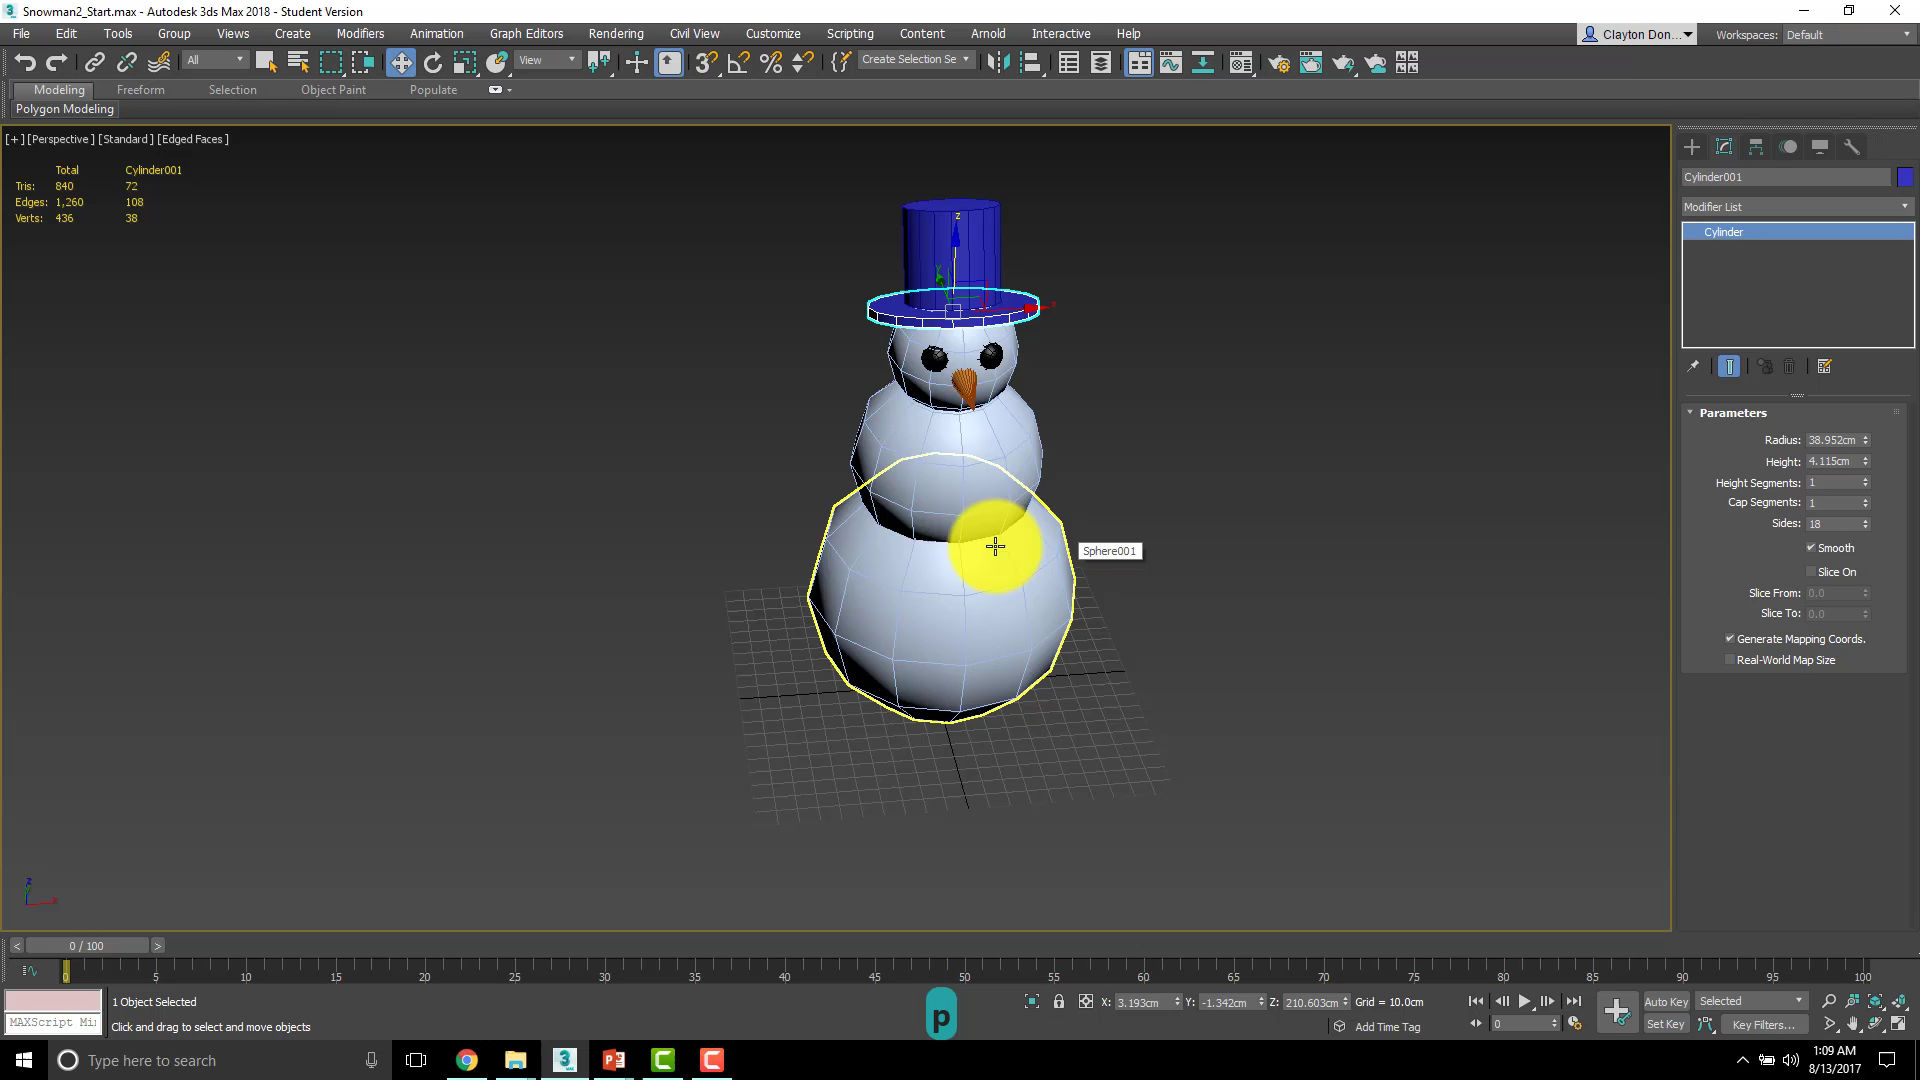 Snowman2_Start.max - Autodesk 3ds Max 2018 - Student Version
File Edit Tools Group Views Create Modifiers Animation Graph Editors Rendering Civil View Customize Scripting Content Arnold Interactive Help
Clayton Don... Workspaces: Default
All View Create Selection Se
Modeling Freeform Selection Object Paint Populate
Polygon Modeling
[+] [Perspective] [Standard] [Edged Faces]
Total Cylinder001
Tris: 840 72
Edges: 1,260 108
Verts: 436 38
z
Cylinder001
Modifier List
Cylinder
Parameters
Radius: 38.952cm
Height: 4.115cm
Height Segments: 1
Cap Segments: 1
Sides: 18
Smooth
Slice On
Slice From: 0.0
Slice To: 0.0
Generate Mapping Coords.
Real-World Map Size
Sphere001
z
x
< 0 / 100 >
0 5 10 15 20 25 30 35 40 45 50 55 60 65 70 75 80 85 90 95 100
1 Object Selected
X: 3.193cm Y: -1.342cm Z: 210.603cm Grid = 10.0cm
Auto Key Selected
MAXScript Mi
Click and drag to select and move objects
p
Add Time Tag
0
Set Key Key Filters...
Type here to search
1:09 AM
8/13/2017